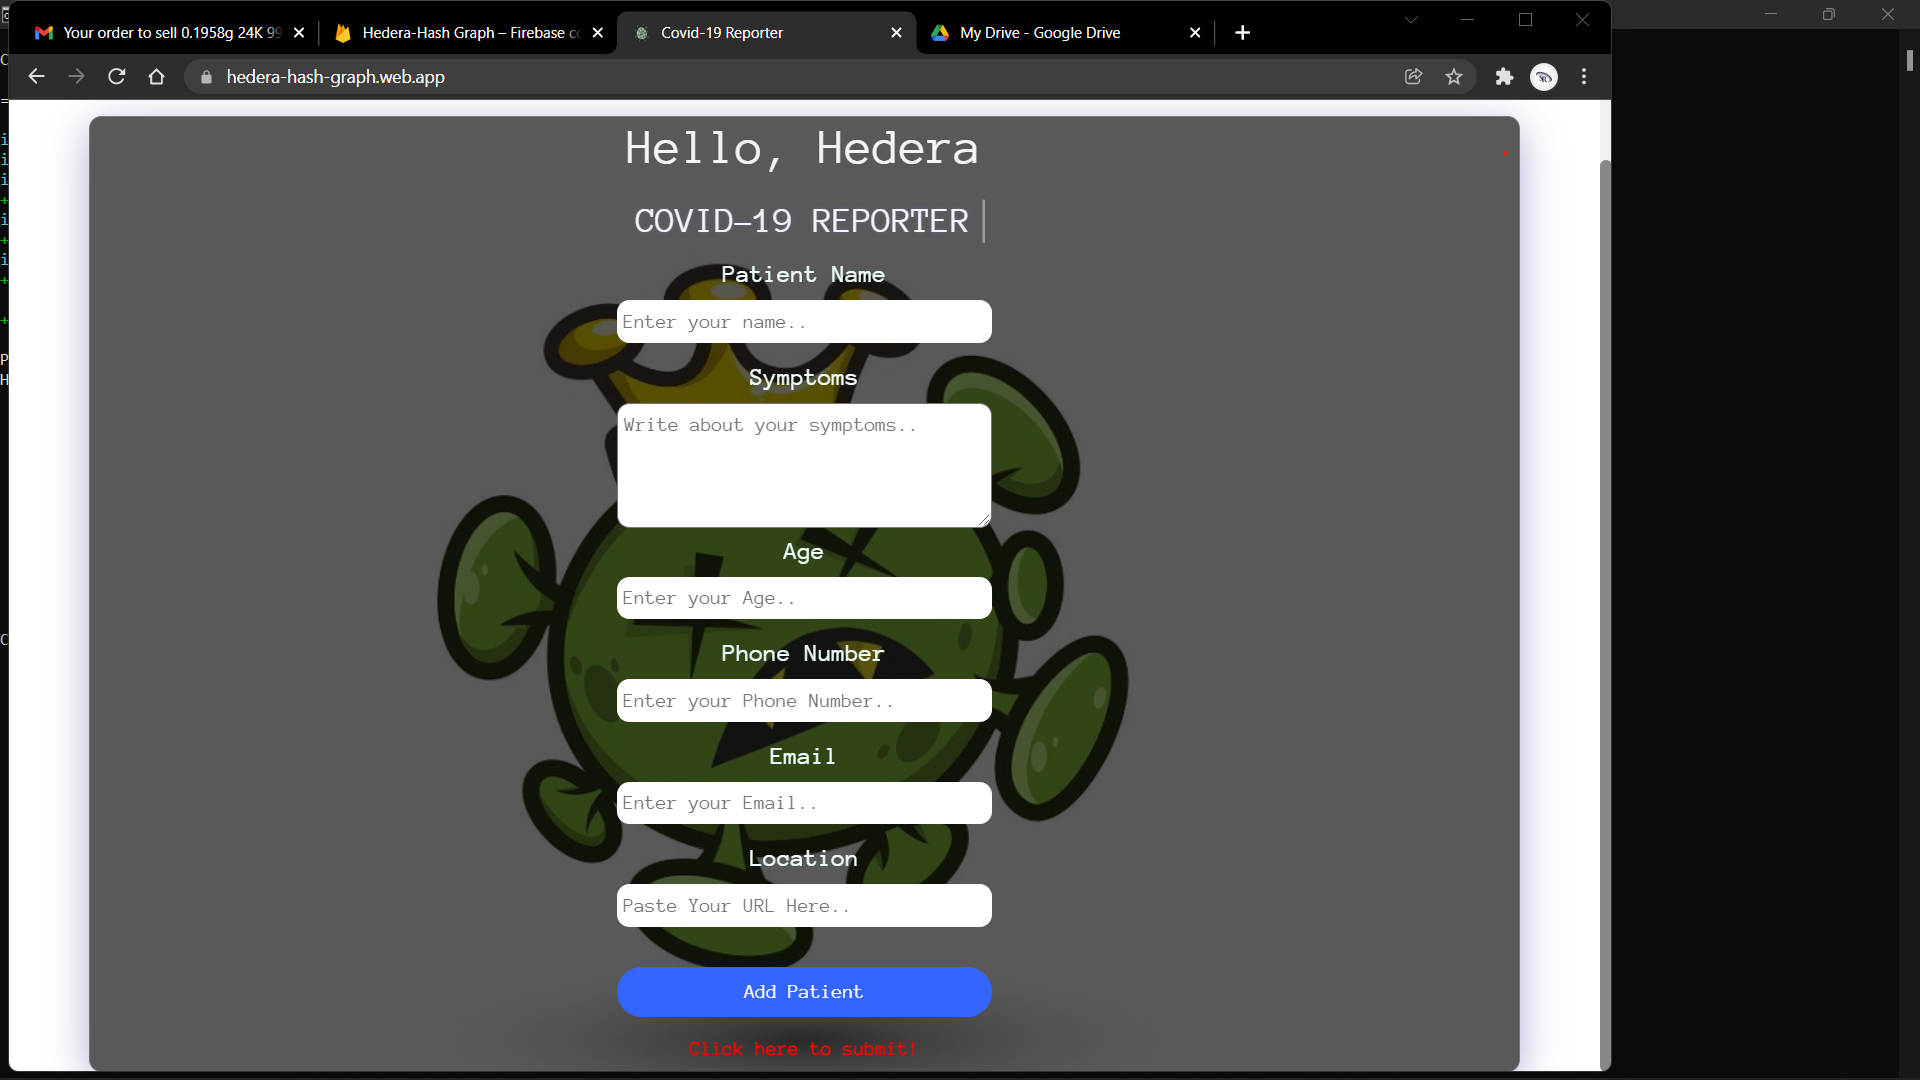 Your order to sell 0.1958g 24K 99
Hedera-Hash Graph – Firebase co
Covid-19 Reporter
My Drive - Google Drive
hedera-hash-graph.web.app
Hello, Hedera
COVID-19 REPORTER
Patient Name
Enter your name..
Symptoms
Write about your symptoms..
Age
Enter your Age..
Phone Number
Enter your Phone Number..
Email
Enter your Email..
Location
Paste Your URL Here..
Add Patient
Click here to submit!